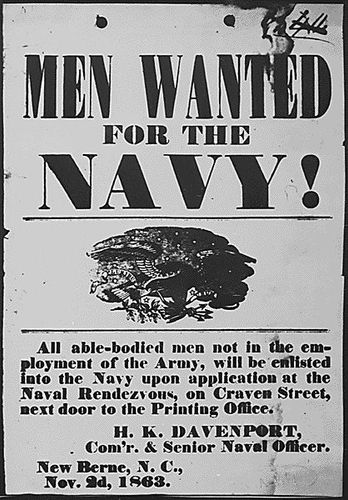 MEN WANTED
FOR THE
NAVY!
All able-bodied men not in the em-
ployment of the Army, will be enlisted
into the Navy upon application at the
Naval Rendezvous, on Craven Street,
next door to the Printing Office.
H. K. DAVENPORT,
Com'r. & Senior Naval Officer.
New Berne, N. C.,
Nov. 2d, 1863.